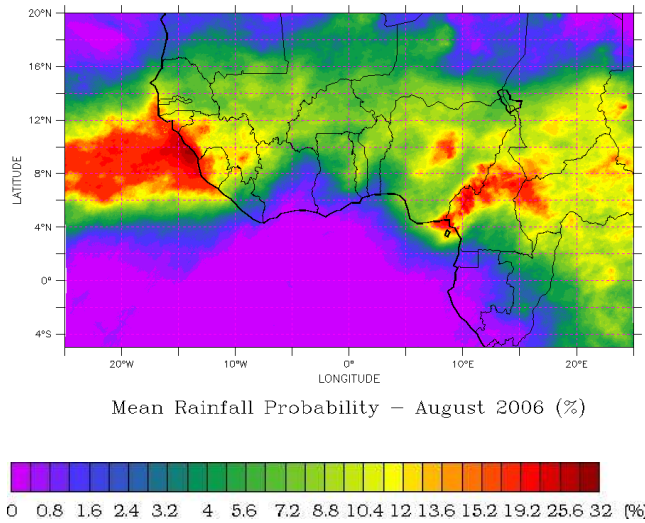 20°N
16°N
12°N
8°N
4°N
0°
4°S
LATITUDE
20°W 10°W 0° 10°E 20°E
LONGITUDE
Mean Rainfall Probability – August 2006 (%)
0 0.8 1.6 2.4 3.2 4 5.6 7.2 8.8 10.4 12 13.6 15.2 19.2 25.6 32 (%)